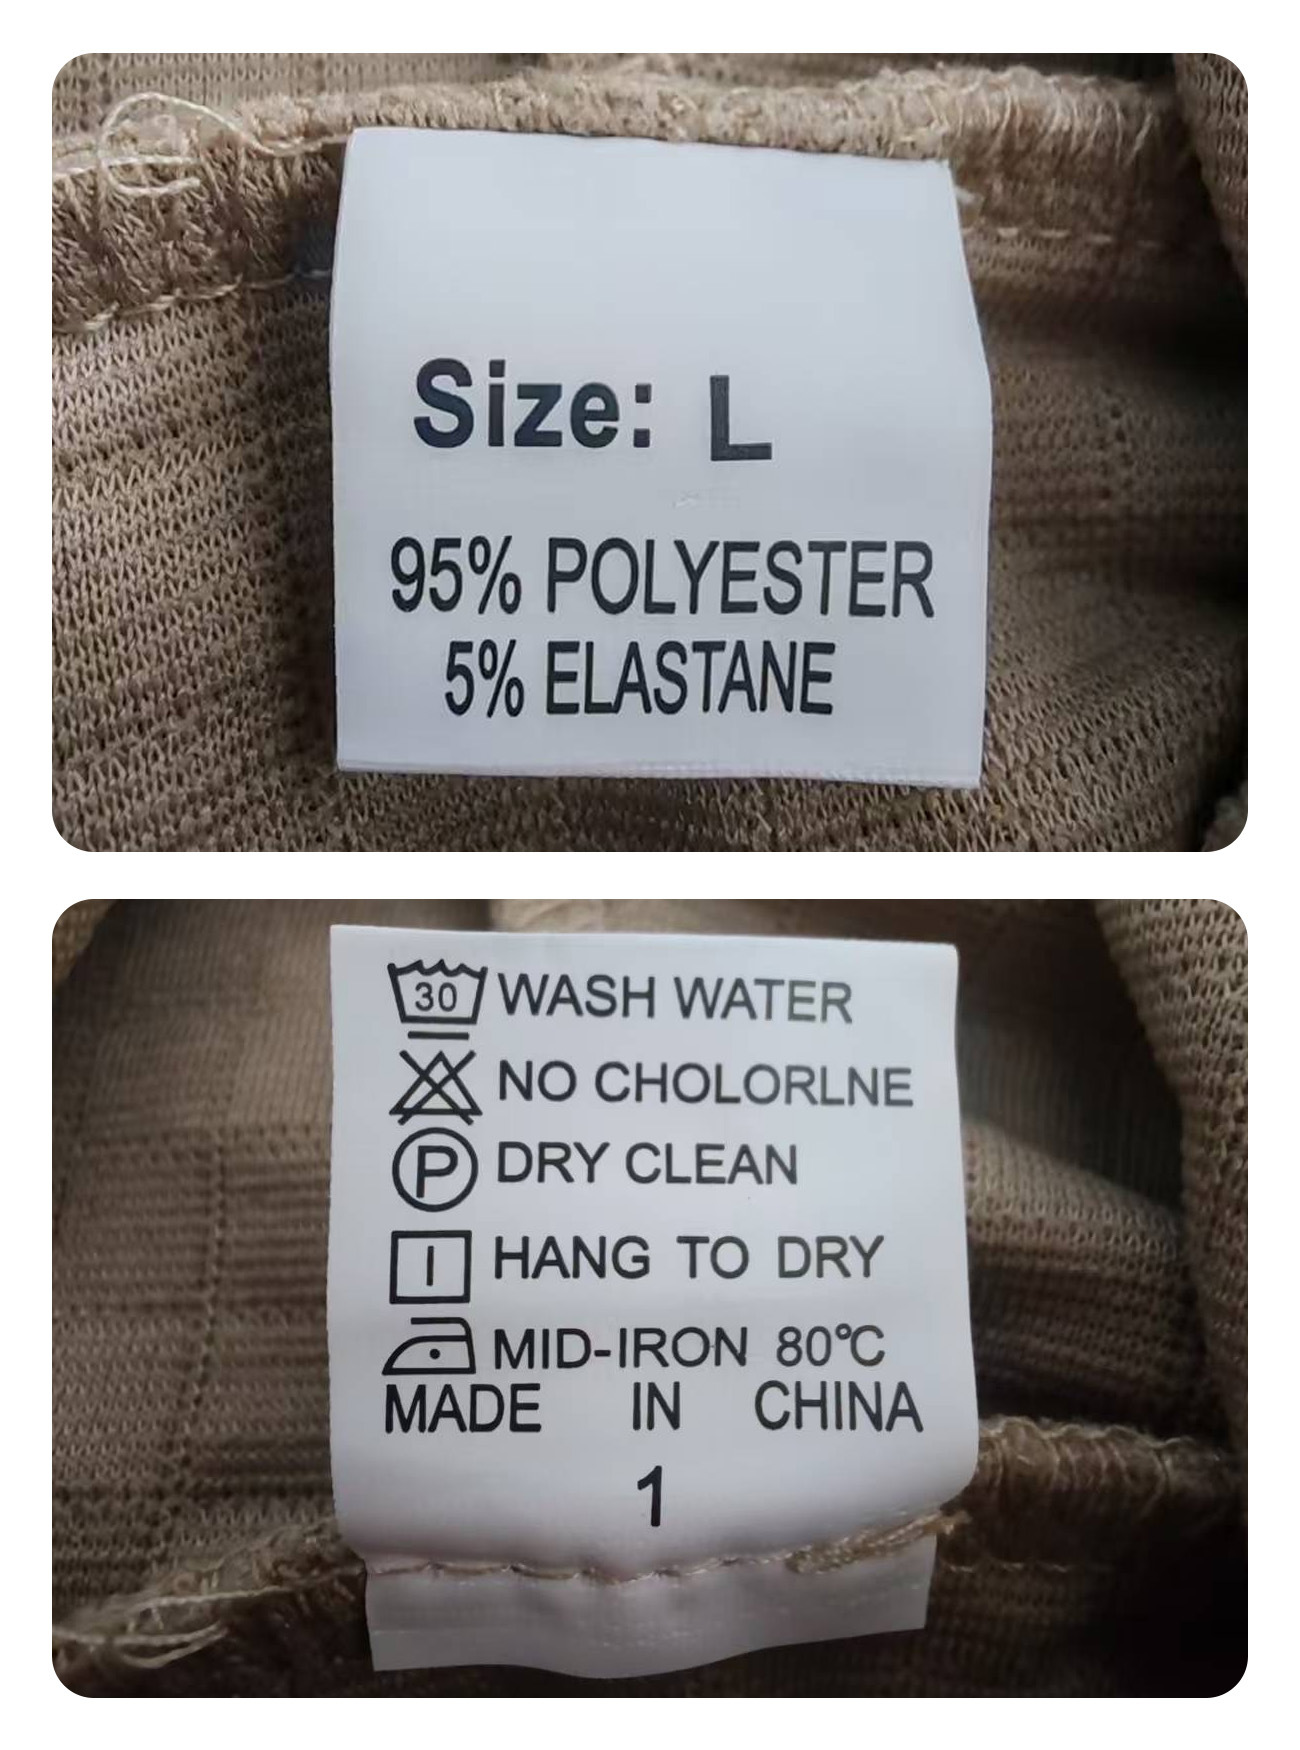 Size: L
95% POLYESTER
5% ELASTANE
30 WASH WATER
NO CHOLORLNE
P DRY CLEAN
HANG TO DRY
MID-IRON 80℃
MADE IN CHINA
1